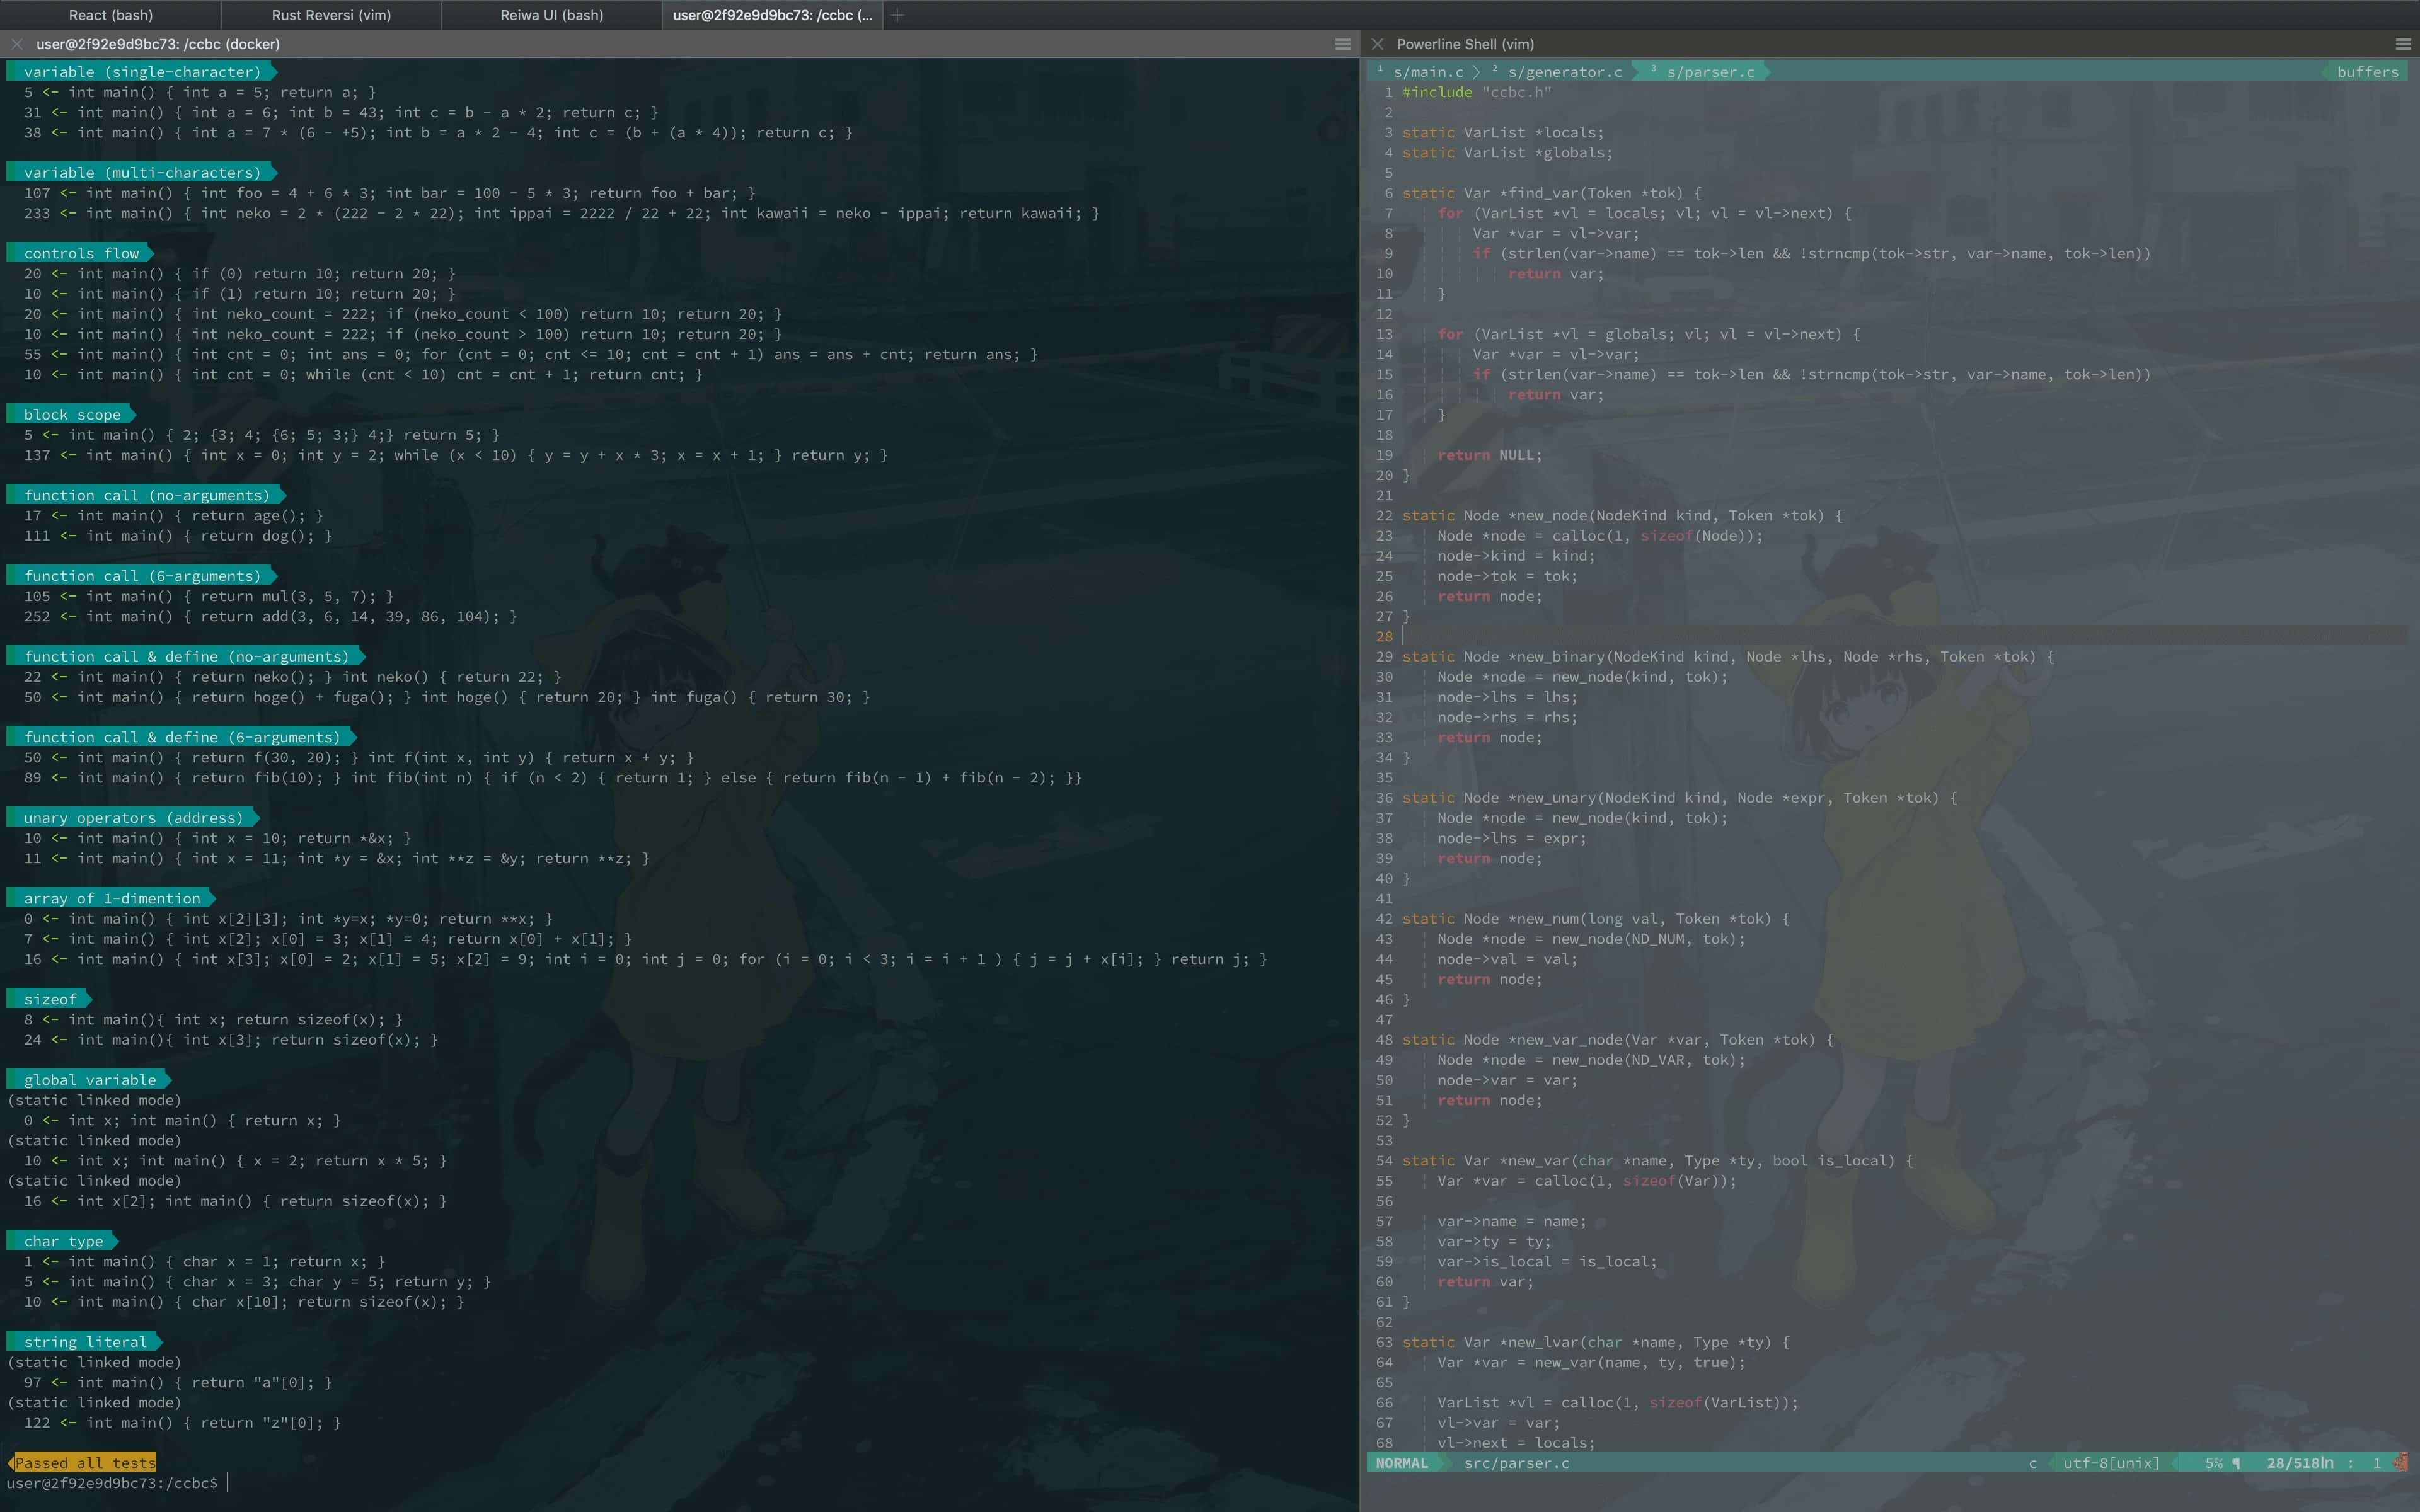 React (bash)
Rust Reversi (vim)
Reiwa UI (bash)
user@2f92e9d9bc73: /ccbc (...
user@2f92e9d9bc73: /ccbc (docker)
variable (single-character)
5 <- int main() { int a = 5; return a; }
31 <- int main() { int a = 6; int b = 43; int c = b - a * 2; return c; }
38 <- int main() { int a = 7 * (6 - +5); int b = a * 2 - 4; int c = (b + (a * 4)); return c; }
variable (multi-characters)
107 <- int main() { int foo = 4 + 6 * 3; int bar = 100 - 5 * 3; return foo + bar; }
233 <- int main() { int neko = 2 * (222 - 2 * 22); int ippai = 2222 / 22 + 22; int kawaii = neko - ippai; return kawaii; }
controls flow
20 <- int main() { if (0) return 10; return 20; }
10 <- int main() { if (1) return 10; return 20; }
20 <- int main() { int neko_count = 222; if (neko_count < 100) return 10; return 20; }
10 <- int main() { int neko_count = 222; if (neko_count > 100) return 10; return 20; }
55 <- int main() { int cnt = 0; int ans = 0; for (cnt = 0; cnt <= 10; cnt = cnt + 1) ans = ans + cnt; return ans; }
10 <- int main() { int cnt = 0; while (cnt < 10) cnt = cnt + 1; return cnt; }
block scope
5 <- int main() { 2; {3; 4; {6; 5; 3;} 4;} return 5; }
137 <- int main() { int x = 0; int y = 2; while (x < 10) { y = y + x * 3; x = x + 1; } return y; }
function call (no-arguments)
17 <- int main() { return age(); }
111 <- int main() { return dog(); }
function call (6-arguments)
105 <- int main() { return mul(3, 5, 7); }
252 <- int main() { return add(3, 6, 14, 39, 86, 104); }
function call & define (no-arguments)
22 <- int main() { return neko(); } int neko() { return 22; }
50 <- int main() { return hoge() + fuga(); } int hoge() { return 20; } int fuga() { return 30; }
function call & define (6-arguments)
50 <- int main() { return f(30, 20); } int f(int x, int y) { return x + y; }
89 <- int main() { return fib(10); } int fib(int n) { if (n < 2) { return 1; } else { return fib(n - 1) + fib(n - 2); }}
unary operators (address)
10 <- int main() { int x = 10; return *&x; }
11 <- int main() { int x = 11; int *y = &x; int **z = &y; return **z; }
array of 1-dimention
0 <- int main() { int x[2][3]; int *y=x; *y=0; return **x; }
7 <- int main() { int x[2]; x[0] = 3; x[1] = 4; return x[0] + x[1]; }
16 <- int main() { int x[3]; x[0] = 2; x[1] = 5; x[2] = 9; int i = 0; int j = 0; for (i = 0; i < 3; i = i + 1 ) { j = j + x[i]; } return j; }
sizeof
8 <- int main(){ int x; return sizeof(x); }
24 <- int main(){ int x[3]; return sizeof(x); }
global variable
(static linked mode)
0 <- int x; int main() { return x; }
(static linked mode)
10 <- int x; int main() { x = 2; return x * 5; }
(static linked mode)
16 <- int x[2]; int main() { return sizeof(x); }
char type
1 <- int main() { char x = 1; return x; }
5 <- int main() { char x = 3; char y = 5; return y; }
10 <- int main() { char x[10]; return sizeof(x); }
string literal
(static linked mode)
97 <- int main() { return "a"[0]; }
(static linked mode)
122 <- int main() { return "z"[0]; }
Passed all tests
user@2f92e9d9bc73:/ccbc$
Powerline Shell (vim)
1 s/main.c 2 s/generator.c 3 s/parser.c buffers
1 #include "ccbc.h"
2
3 static VarList *locals;
4 static VarList *globals;
5
6 static Var *find_var(Token *tok) {
7 for (VarList *vl = locals; vl; vl = vl->next) {
8 Var *var = vl->var;
9 if (strlen(var->name) == tok->len && !strncmp(tok->str, var->name, tok->len))
10 return var;
11 }
12
13 for (VarList *vl = globals; vl; vl = vl->next) {
14 Var *var = vl->var;
15 if (strlen(var->name) == tok->len && !strncmp(tok->str, var->name, tok->len))
16 return var;
17 }
18
19 return NULL;
20 }
21
22 static Node *new_node(NodeKind kind, Token *tok) {
23 Node *node = calloc(1, sizeof(Node));
24 node->kind = kind;
25 node->tok = tok;
26 return node;
27 }
28
29 static Node *new_binary(NodeKind kind, Node *lhs, Node *rhs, Token *tok) {
30 Node *node = new_node(kind, tok);
31 node->lhs = lhs;
32 node->rhs = rhs;
33 return node;
34 }
35
36 static Node *new_unary(NodeKind kind, Node *expr, Token *tok) {
37 Node *node = new_node(kind, tok);
38 node->lhs = expr;
39 return node;
40 }
41
42 static Node *new_num(long val, Token *tok) {
43 Node *node = new_node(ND_NUM, tok);
44 node->val = val;
45 return node;
46 }
47
48 static Node *new_var_node(Var *var, Token *tok) {
49 Node *node = new_node(ND_VAR, tok);
50 node->var = var;
51 return node;
52 }
53
54 static Var *new_var(char *name, Type *ty, bool is_local) {
55 Var *var = calloc(1, sizeof(Var));
56
57 var->name = name;
58 var->ty = ty;
59 var->is_local = is_local;
60 return var;
61 }
62
63 static Var *new_lvar(char *name, Type *ty) {
64 Var *var = new_var(name, ty, true);
65
66 VarList *vl = calloc(1, sizeof(VarList));
67 vl->var = var;
68 vl->next = locals;
NORMAL src/parser.c c utf-8[unix] 5% ¶ 28/518㏑ : 1